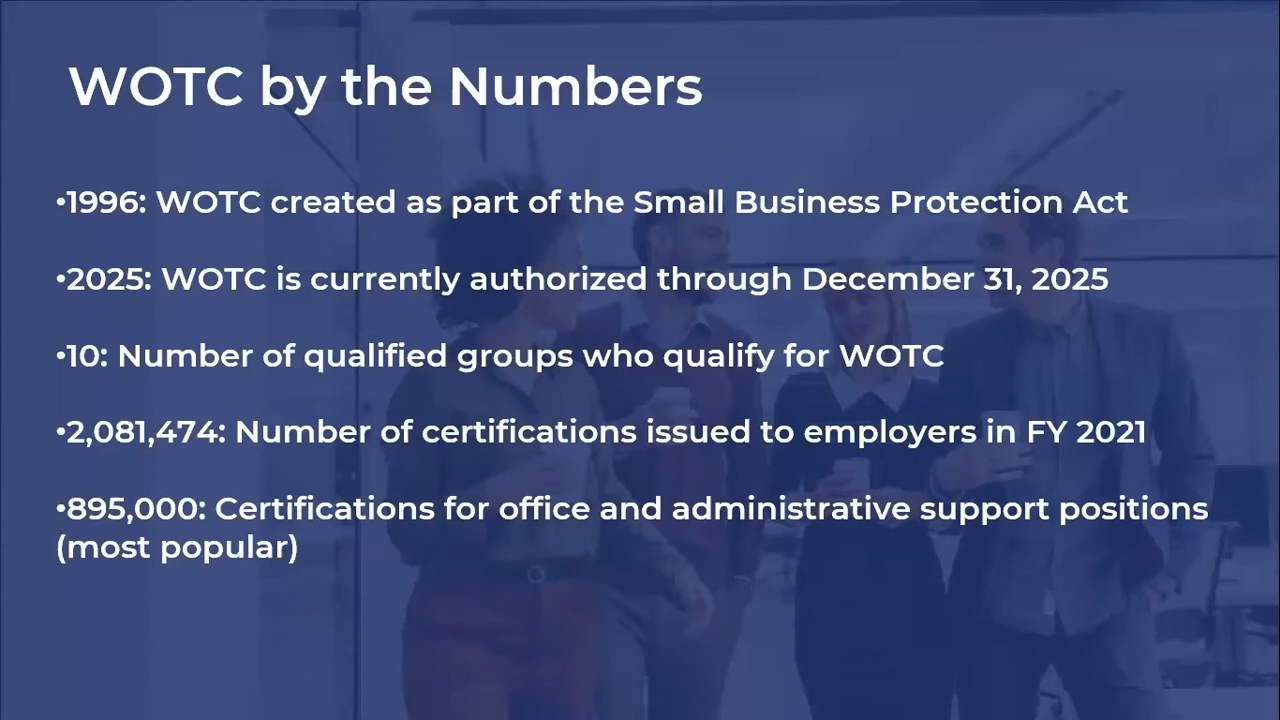 WOTC by the Numbers
•1996: WOTC created as part of the Small Business Protection Act
•2025: WOTC is currently authorized through December 31, 2025
•10: Number of qualified groups who qualify for WOTC
•2,081,474: Number of certifications issued to employers in FY 2021
•895,000: Certifications for office and administrative support positions
(most popular)